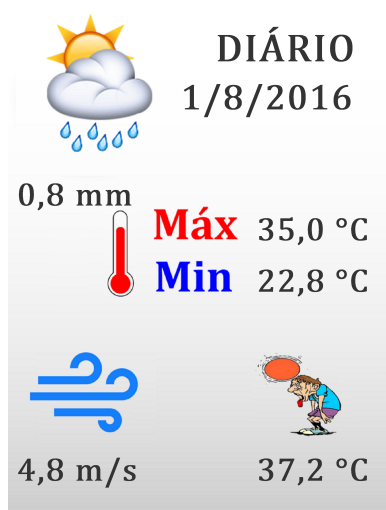 DIÁRIO
1/8/2016
0,8 mm
Máx 35,0 °C
Min 22,8 °C
4,8 m/s
37,2 °C